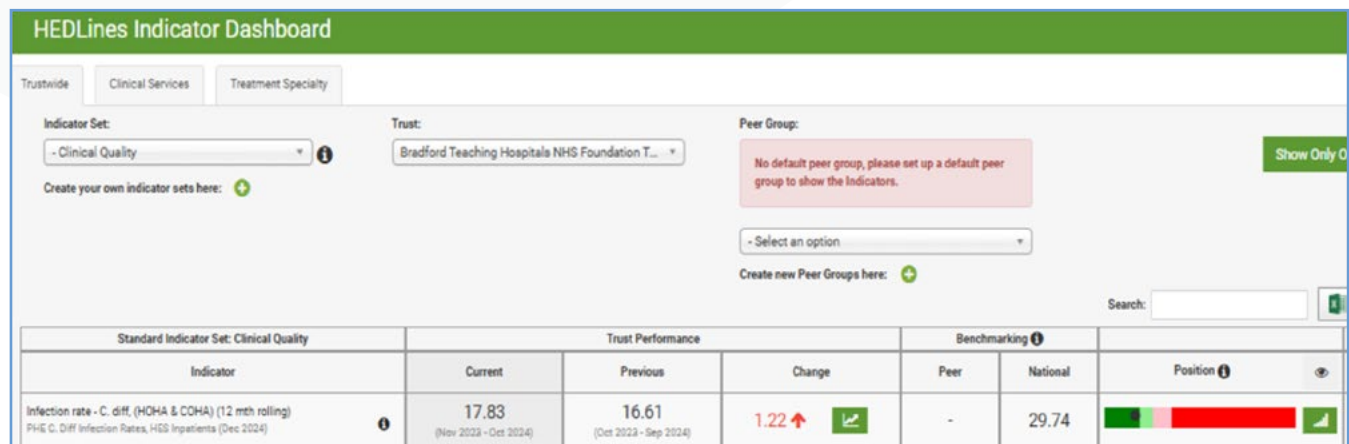 HEDLines Indicator Dashboard
Trustwide Clinical Services Treatment Specialty
Indicator Set: Trust: Peer Group:
- Clinical Quality Bradford Teaching Hospitals NHS Foundation T...
No default peer group, please set up a default peer
group to show the Indicators.
Show Only O
Create your own indicator sets here:
- Select an option
Create new Peer Groups here:
Search:
Standard Indicator Set: Clinical Quality Trust Performance Benchmarking
Indicator Current Previous Change Peer National Position
Infection rate - C. diff, (HOHA & COHA) (12 mth rolling)
PHE C. Diff Infection Rates, HES Inpatients (Dec 2024)
17.83 16.61 1.22 - 29.74
(Nov 2023 - Oct 2024) (Oct 2023 - Sep 2024)